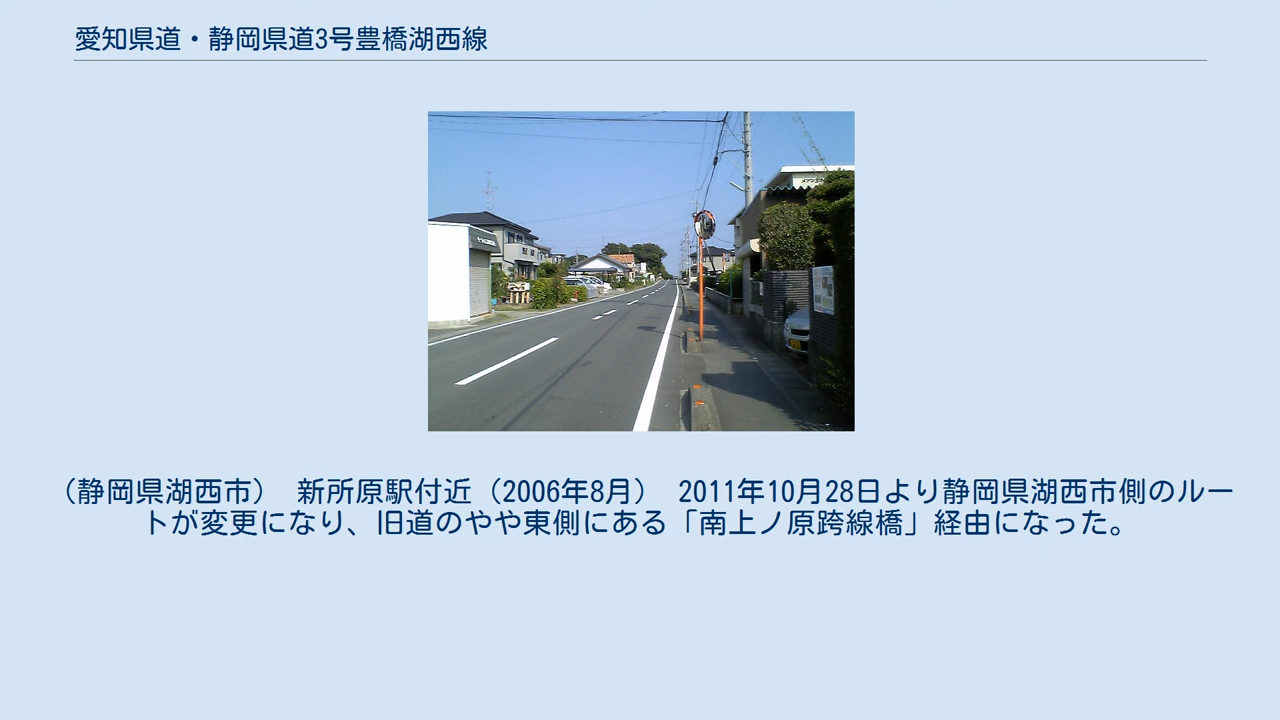 愛知県道・静岡県道3号豊橋湖西線
（静岡県湖西市）　新所原駅付近（2006年8月）　2011年10月28日より静岡県湖西市側のルー
トが変更になり、旧道のやや東側にある「南上ノ原跨線橋」経由になった。